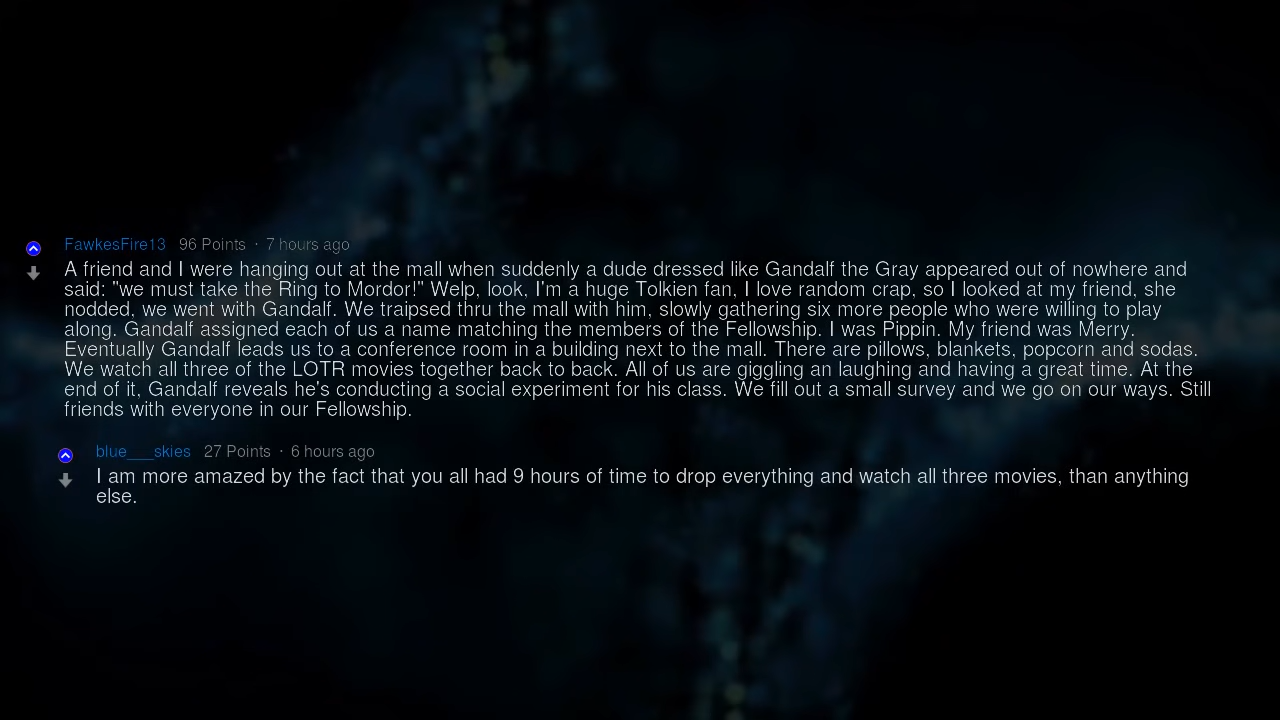 FawkesFire13 96 Points · 7 hours ago
A friend and I were hanging out at the mall when suddenly a dude dressed like Gandalf the Gray appeared out of nowhere and
said: "we must take the Ring to Mordor!" Welp, look, I'm a huge Tolkien fan, I love random crap, so I looked at my friend, she
nodded, we went with Gandalf. We traipsed thru the mall with him, slowly gathering six more people who were willing to play
along. Gandalf assigned each of us a name matching the members of the Fellowship. I was Pippin. My friend was Merry.
Eventually Gandalf leads us to a conference room in a building next to the mall. There are pillows, blankets, popcorn and sodas.
We watch all three of the LOTR movies together back to back. All of us are giggling an laughing and having a great time. At the
end of it, Gandalf reveals he's conducting a social experiment for his class. We fill out a small survey and we go on our ways. Still
friends with everyone in our Fellowship.
blue___skies 27 Points · 6 hours ago
I am more amazed by the fact that you all had 9 hours of time to drop everything and watch all three movies, than anything
else.